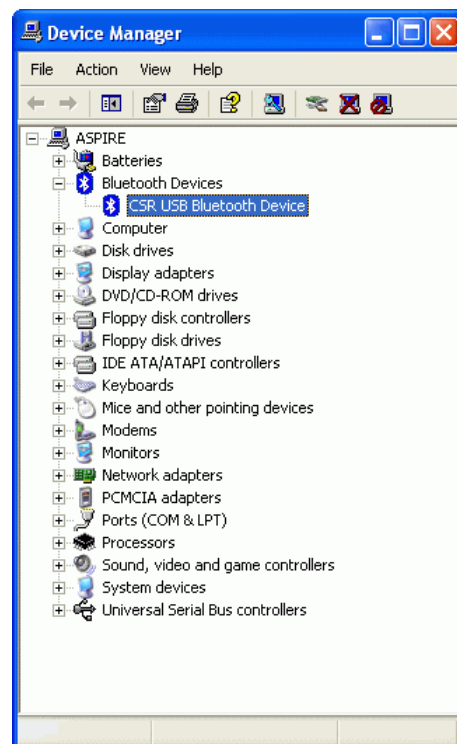 Device Manager
File Action View Help
ASPIRE
Batteries
Bluetooth Devices
CSR USB Bluetooth Device
Computer
Disk drives
Display adapters
DVD/CD-ROM drives
Floppy disk controllers
Floppy disk drives
IDE ATA/ATAPI controllers
Keyboards
Mice and other pointing devices
Modems
Monitors
Network adapters
PCMCIA adapters
Ports (COM & LPT)
Processors
Sound, video and game controllers
System devices
Universal Serial Bus controllers